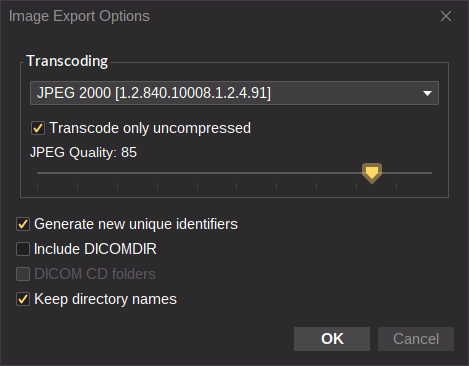 Image Export Options
Transcoding
JPEG 2000 [1.2.840.10008.1.2.4.91]
Transcode only uncompressed
JPEG Quality: 85
Generate new unique identifiers
Include DICOMDIR
DICOM CD folders
Keep directory names
OK Cancel